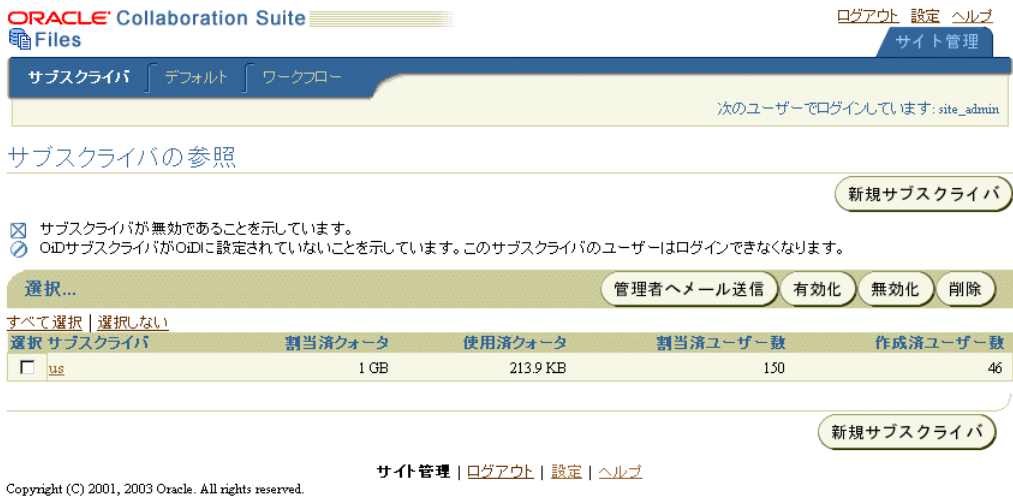 ORACLE Collaboration Suite
Files
ログアウト 設定 ヘルプ
サイト管理
サブスクライバ デフォルト ワークフロー
次のユーザーでログインしています: site_admin
サブスクライバの参照
新規サブスクライバ
サブスクライバが無効であることを示しています。
OiDサブスクライバがOiDに設定されていないことを示しています。このサブスクライバのユーザーはログインできなくなります。
選択... 管理者へメール送信 有効化 無効化 削除
すべて選択 | 選択しない
選択 サブスクライバ 割当済クォータ 使用済クォータ 割当済ユーザー数 作成済ユーザー数
us 1 GB 213.9 KB 150 46
新規サブスクライバ
サイト管理 | ログアウト | 設定 | ヘルプ
Copyright (C) 2001, 2003 Oracle. All rights reserved.